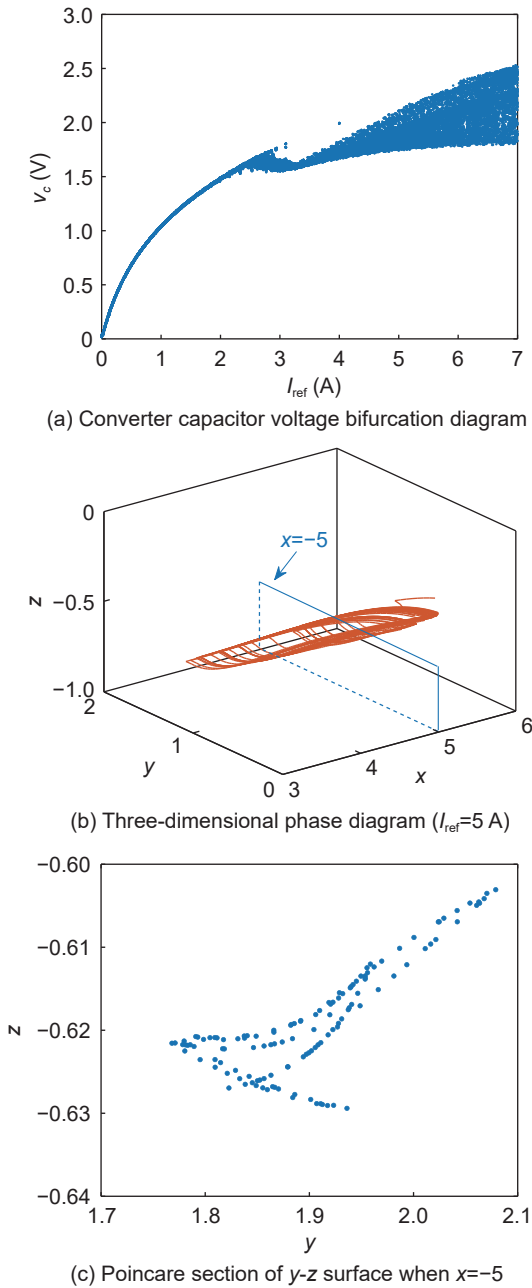 3.0
2.5
2.0
1.5
1.0
0.5
0
v_c (V)
0 1 2 3 4 5 6 7
I_ref (A)
(a) Converter capacitor voltage bifurcation diagram
0
x=−5
z
−0.5
−1.0
2
1
y
0
3
4
x
5
6
(b) Three-dimensional phase diagram (I_ref=5 A)
−0.60
−0.61
−0.62
−0.63
−0.64
z
1.7 1.8 1.9 2.0 2.1
y
(c) Poincare section of y-z surface when x=−5